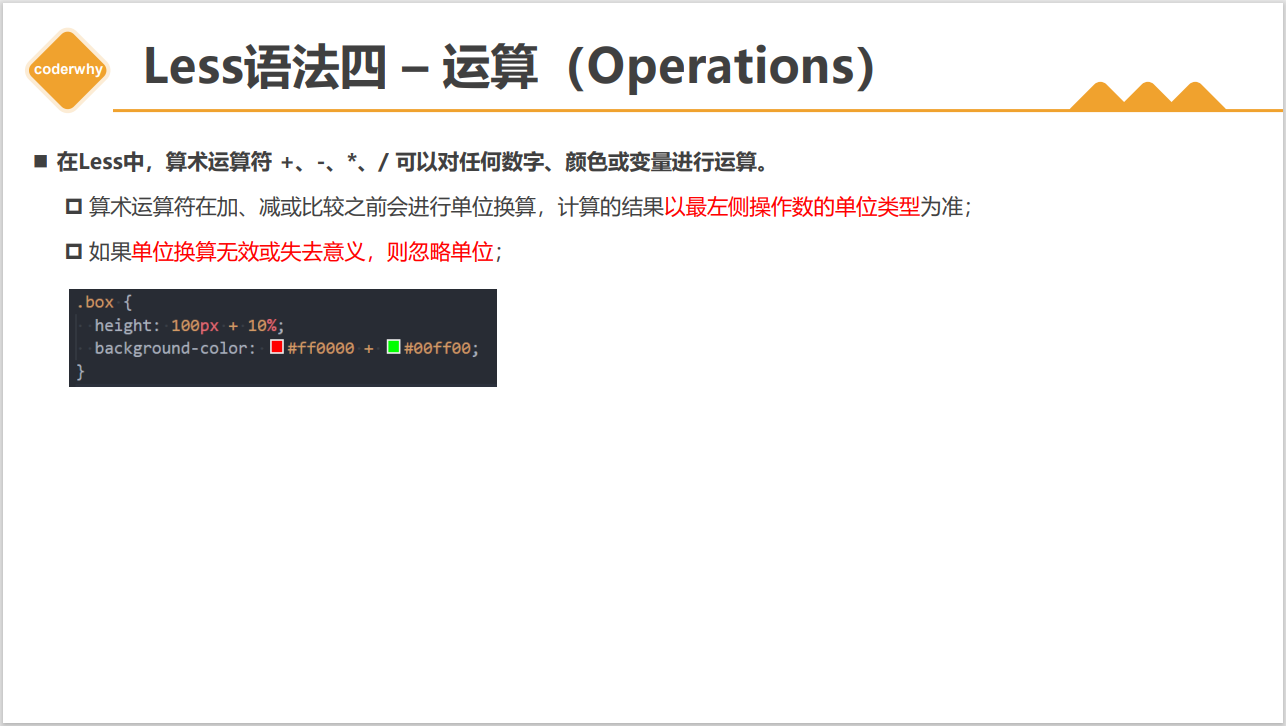 coderwhy
Less语法四 – 运算（Operations）
在Less中，算术运算符 +、-、*、/ 可以对任何数字、颜色或变量进行运算。
算术运算符在加、减或比较之前会进行单位换算，计算的结果以最左侧操作数的单位类型为准；
如果单位换算无效或失去意义，则忽略单位；
.box {
height: 100px + 10%;
background-color: #ff0000 + #00ff00;
}